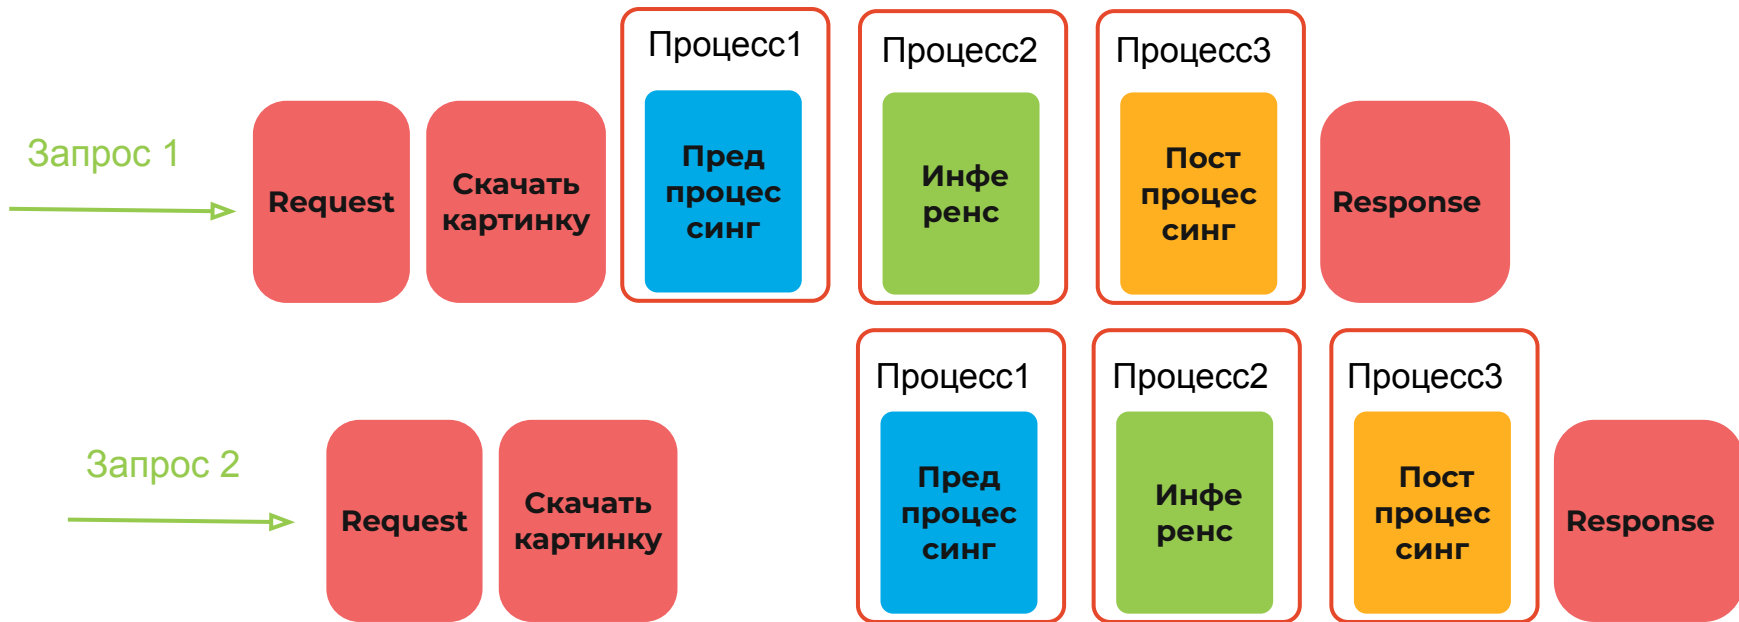 Процесс1
Процесс2
Процесс3
Запрос 1
Request
Скачать
картинку
Пред
процес
синг
Инфе
ренс
Пост
процес
синг
Response
Процесс1
Процесс2
Процесс3
Запрос 2
Request
Скачать
картинку
Пред
процес
синг
Инфе
ренс
Пост
процес
синг
Response